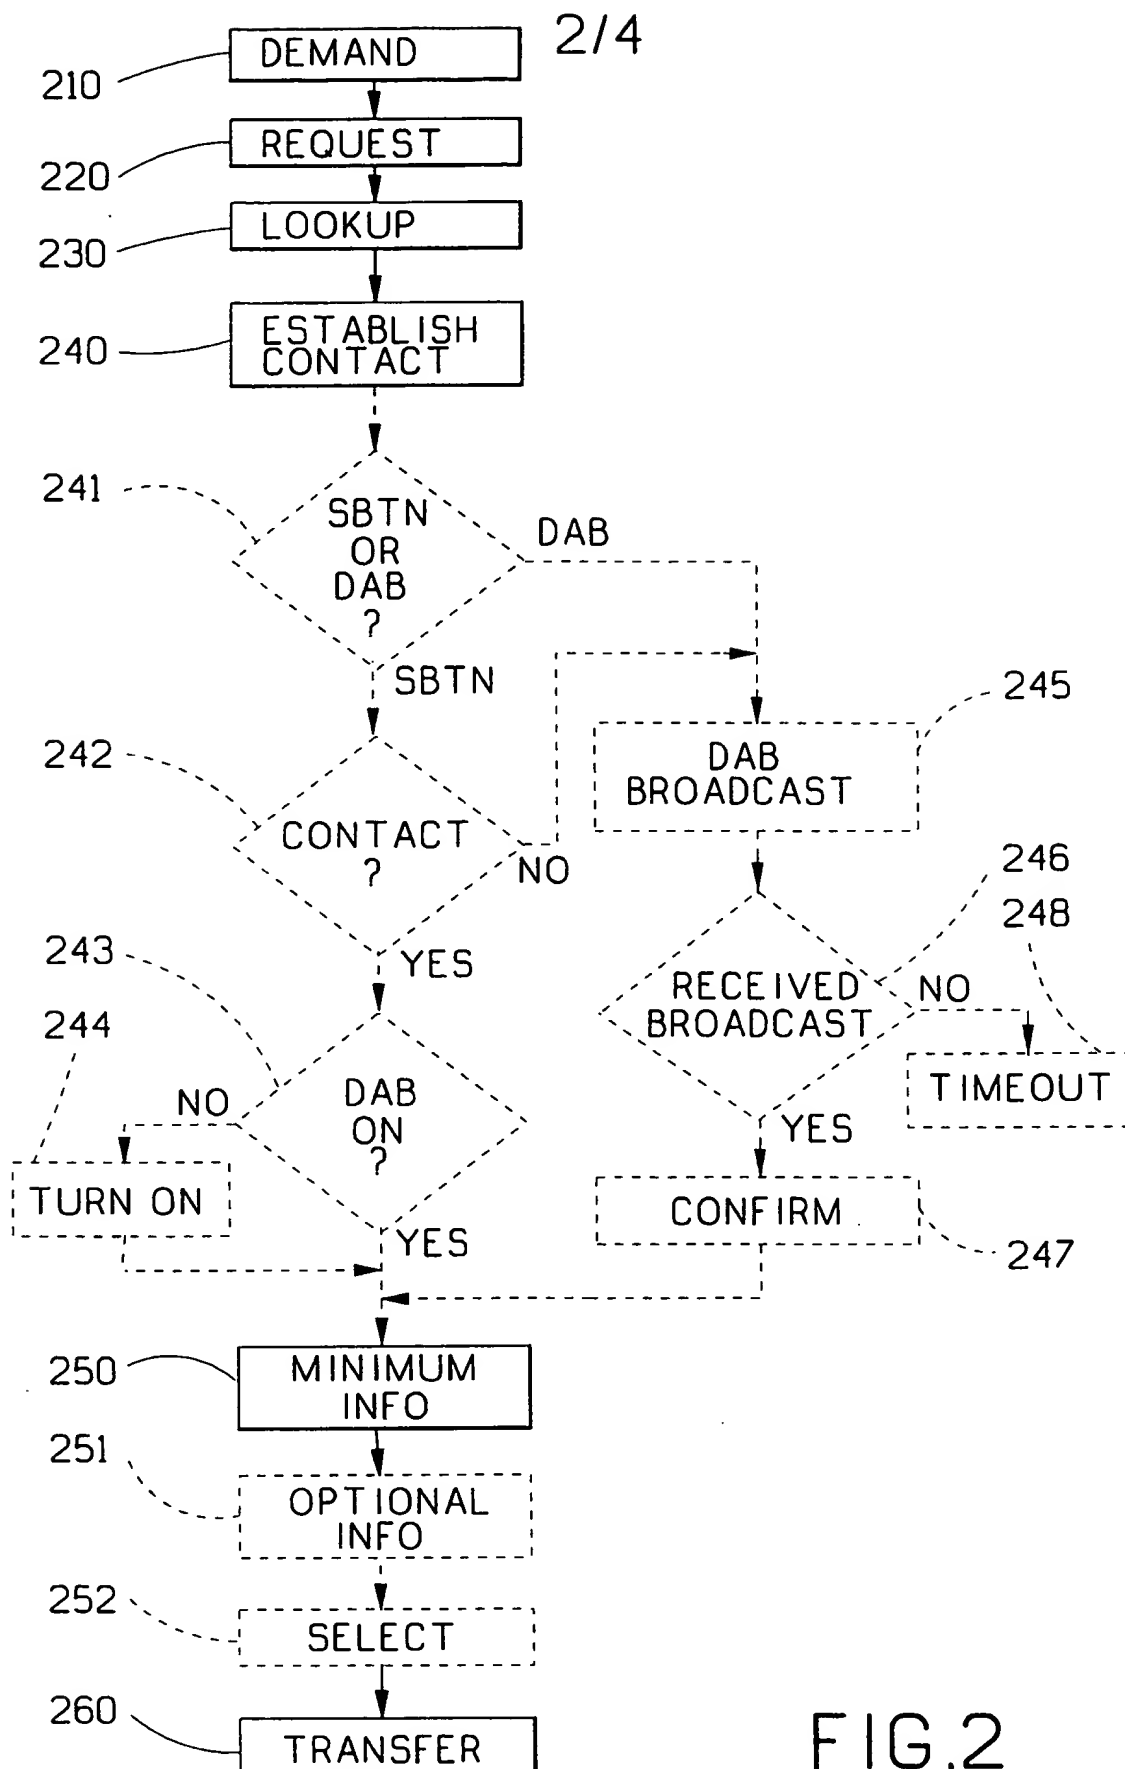 2/4
DEMAND
210
REQUEST
220
LOOKUP
230
ESTABLISH
CONTACT
240
241
SBTN
OR
DAB
?
DAB
SBTN
245
DAB
BROADCAST
242
CONTACT
?
NO
YES
246
248
RECEIVED
BROADCAST
NO
TIMEOUT
YES
243
244
DAB
ON
?
NO
TURN ON
YES
CONFIRM
247
250
MINIMUM
INFO
251
OPTIONAL
INFO
252
SELECT
260
TRANSFER
FIG.2